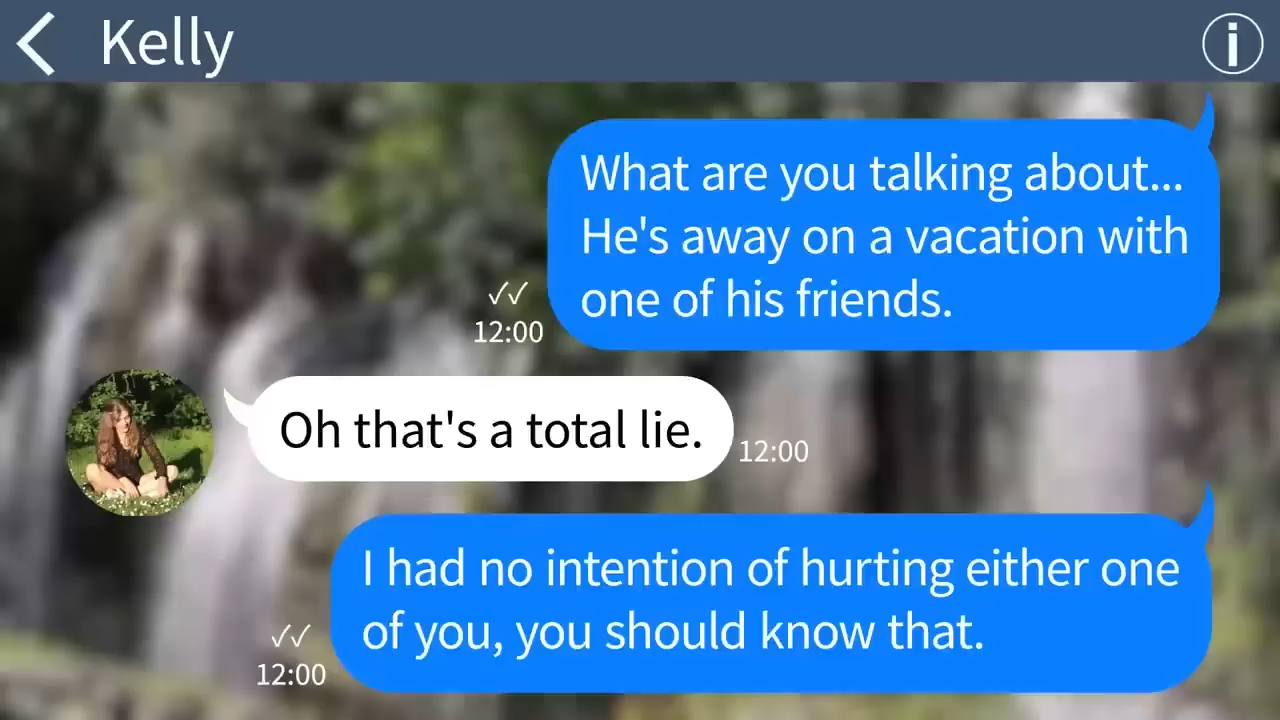 Kelly
What are you talking about...
He's away on a vacation with
one of his friends.
12:00
Oh that's a total lie.
12:00
I had no intention of hurting either one
of you, you should know that.
12:00